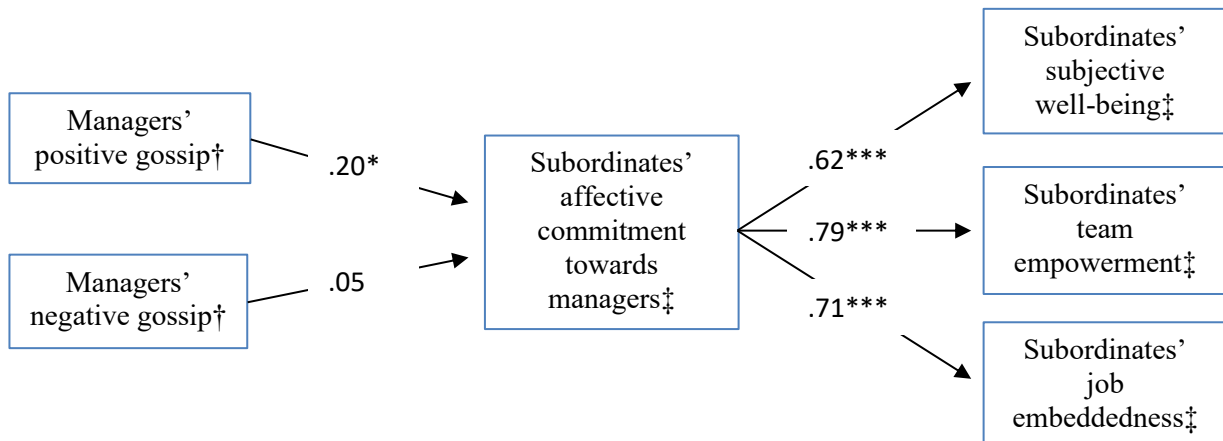 Managers’
positive gossip†
Managers’
negative gossip†
.20*
.05
Subordinates’
affective
commitment
towards
managers‡
.62***
.79***
.71***
Subordinates’
subjective
well-being‡
Subordinates’
team
empowerment‡
Subordinates’
job
embeddedness‡